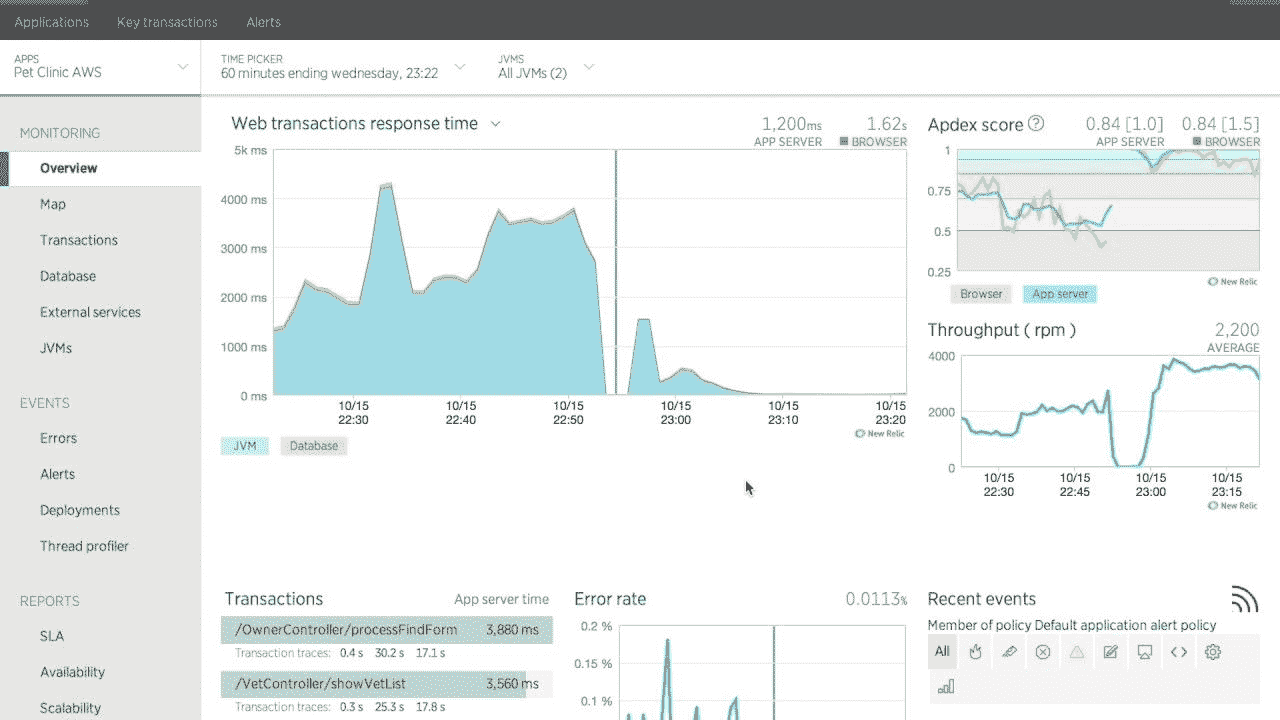 Applications Key transactions Alerts
APPS
Pet Clinic AWS
TIME PICKER
60 minutes ending wednesday, 23:22
JVMS
All JVMs (2)
MONITORING
Overview
Map
Transactions
Database
External services
JVMs
EVENTS
Errors
Alerts
Deployments
Thread profiler
REPORTS
SLA
Availability
Scalability
Web transactions response time
1,200ms
APP SERVER
1.62s
BROWSER
5k ms
4000 ms
3000 ms
2000 ms
1000 ms
0 ms
10/15 10/15 10/15 10/15 10/15 10/15
22:30 22:40 22:50 23:00 23:10 23:20
New Relic
JVM Database
Apdex score ?
0.84 [1.0]
APP SERVER
0.84 [1.5]
BROWSER
1
0.75
0.5
0.25
New Relic
Browser App server
Throughput ( rpm )
2,200
AVERAGE
4000
2000
0
10/15 10/15 10/15 10/15
22:30 22:45 23:00 23:15
New Relic
Transactions App server time
/OwnerController/processFindForm 3,880 ms
Transaction traces: 0.4 s 30.2 s 17.1 s
/VetController/showVetList 3,560 ms
Transaction traces: 0.3 s 25.3 s 17.8 s
Error rate 0.0113%
0.2 %
0.15 %
0.1 %
Recent events
Member of policy Default application alert policy
All